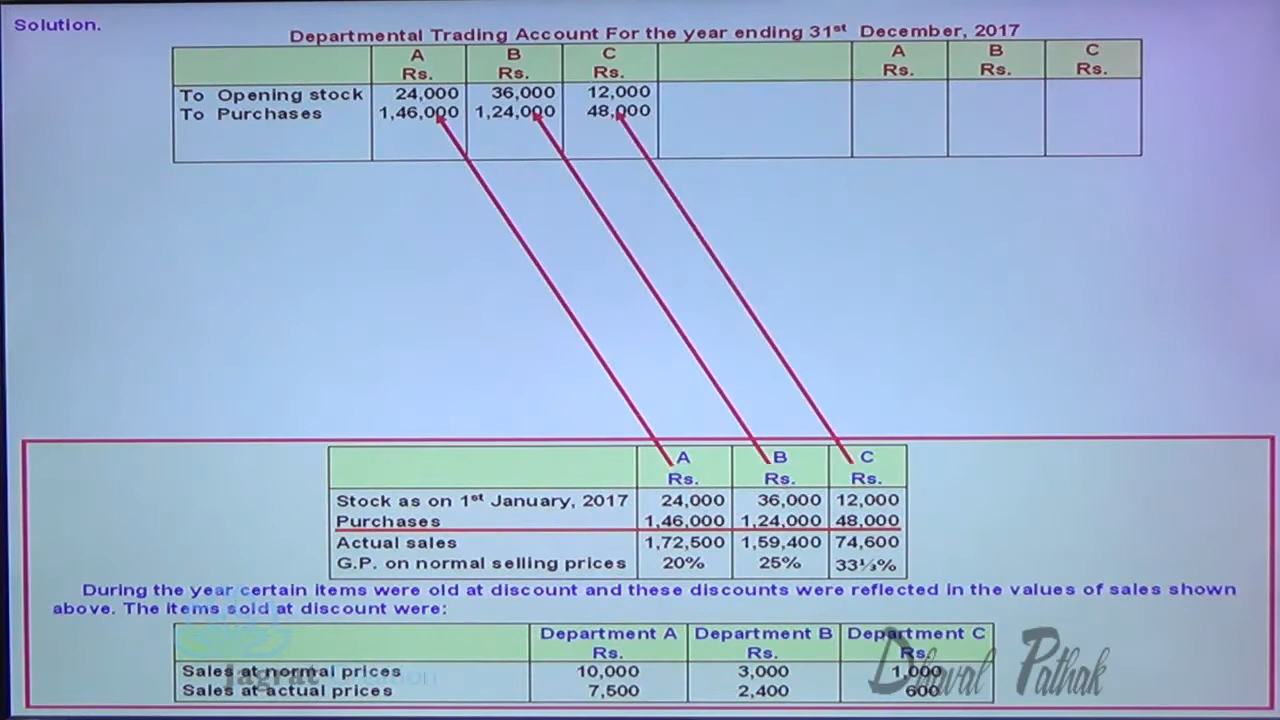 Solution.
Departmental Trading Account For the year ending 31st December, 2017
A B C A B C
Rs. Rs. Rs. Rs. Rs. Rs.
To Opening stock 24,000 36,000 12,000
To Purchases 1,46,000 1,24,000 48,000
A B C
Rs. Rs. Rs.
Stock as on 1st January, 2017 24,000 36,000 12,000
Purchases 1,46,000 1,24,000 48,000
Actual sales 1,72,500 1,59,400 74,600
G.P. on normal selling prices 20% 25% 33⅓%
During the year certain items were old at discount and these discounts were reflected in the values of sales shown
above. The items sold at discount were:
Department A Department B Department C
Rs. Rs. Rs.
Sales at normal prices 10,000 3,000 1,000
Sales at actual prices 7,500 2,400 600
Jagrat
Dhaval Pathak